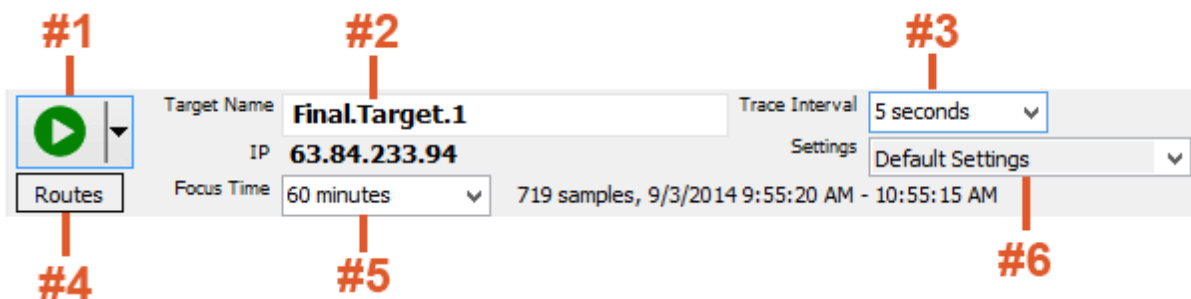 #1 #2 #3
Target Name Final.Target.1 Trace Interval 5 seconds
IP 63.84.233.94 Settings Default Settings
Routes Focus Time 60 minutes 719 samples, 9/3/2014 9:55:20 AM - 10:55:15 AM
#4 #5 #6